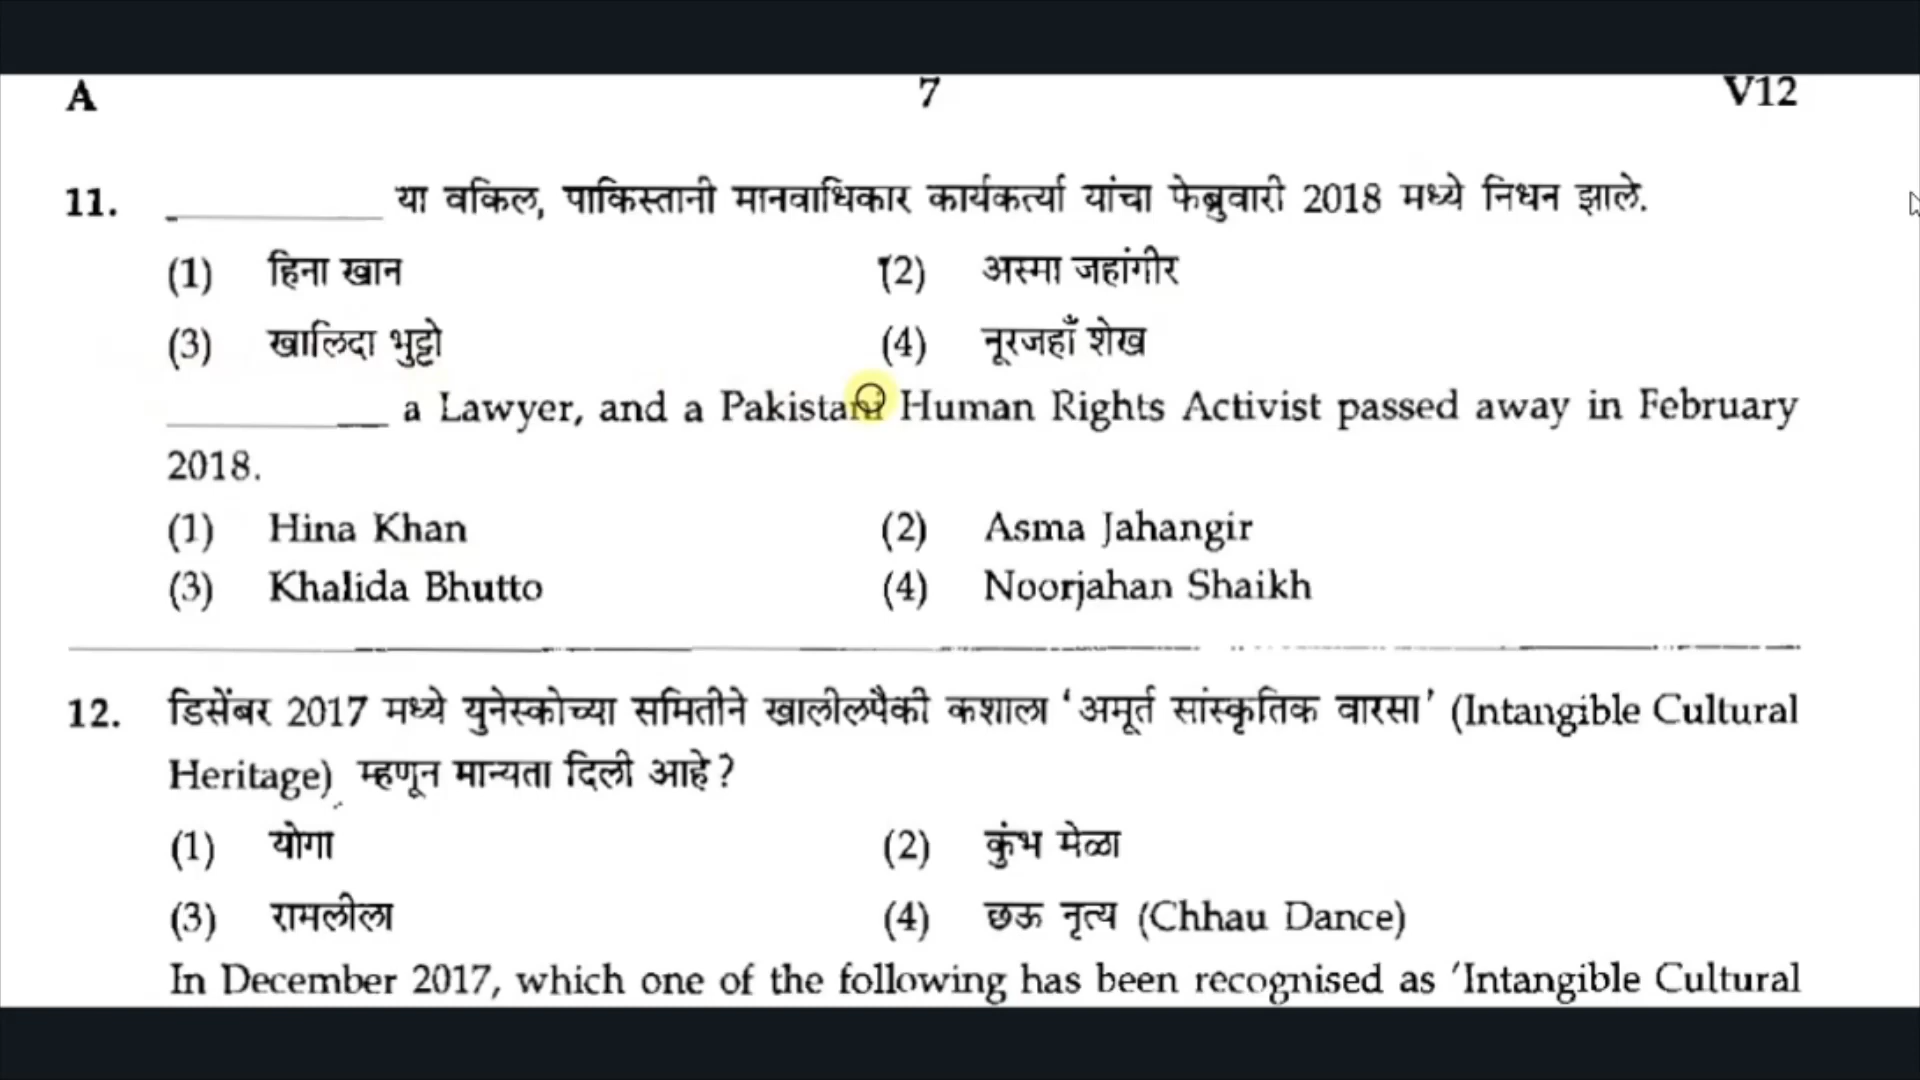 A 7 V12
11. ________ या वकिल, पाकिस्तानी मानवाधिकार कार्यकर्त्या यांचा फेब्रुवारी 2018 मध्ये निधन झाले.
(1) हिना खान (2) अस्मा जहांगीर
(3) खालिदा भुट्टो (4) नूरजहाँ शेख
________ a Lawyer, and a Pakistani Human Rights Activist passed away in February
2018.
(1) Hina Khan (2) Asma Jahangir
(3) Khalida Bhutto (4) Noorjahan Shaikh
12. डिसेंबर 2017 मध्ये युनेस्कोच्या समितीने खालीलपैकी कशाला ‘अमूर्त सांस्कृतिक वारसा’ (Intangible Cultural
Heritage) म्हणून मान्यता दिली आहे?
(1) योगा (2) कुंभ मेळा
(3) रामलीला (4) छऊ नृत्य (Chhau Dance)
In December 2017, which one of the following has been recognised as ‘Intangible Cultural